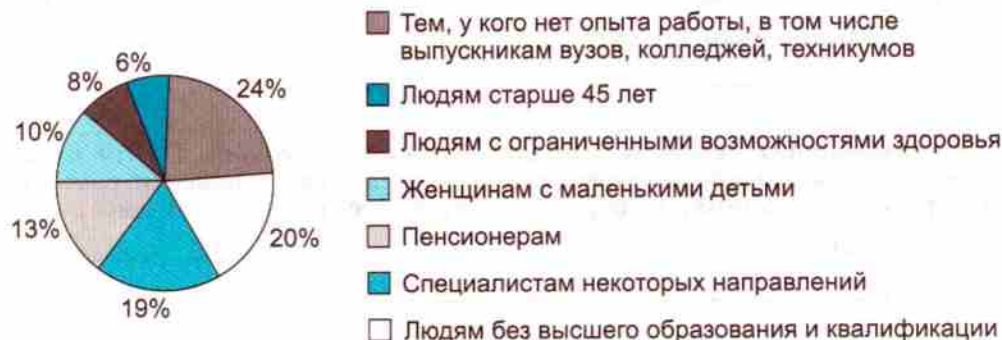 6%
24%
8%
10%
13%
19%
20%
Тем, у кого нет опыта работы, в том числе
выпускникам вузов, колледжей, техникумов
Людям старше 45 лет
Людям с ограниченными возможностями здоровья
Женщинам с маленькими детьми
Пенсионерам
Специалистам некоторых направлений
Людям без высшего образования и квалификации